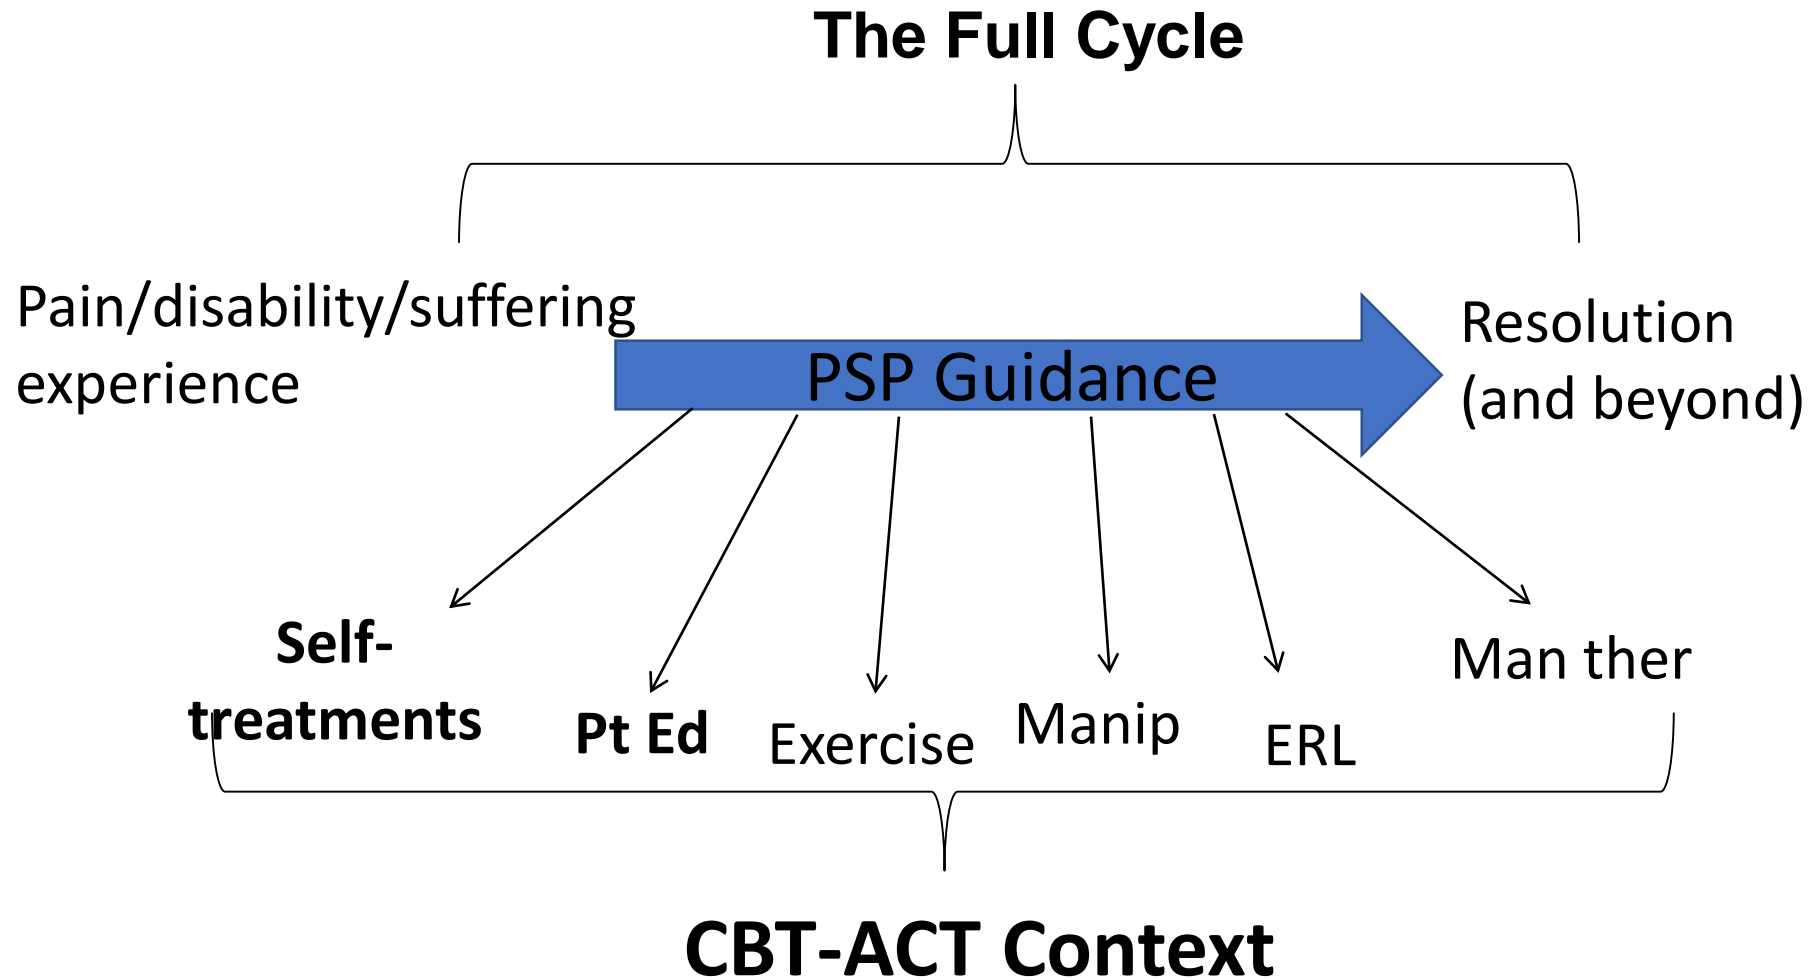 The Full Cycle
Pain/disability/suffering
experience
PSP Guidance
Resolution
(and beyond)
Self-
treatments
Pt Ed
Exercise
Manip
ERL
Man ther
CBT-ACT Context